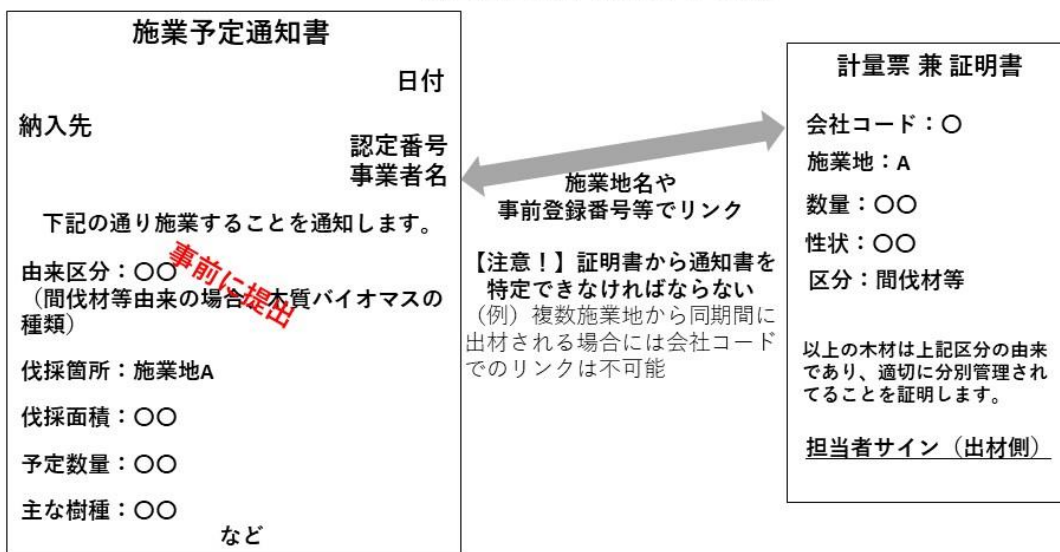 施業予定通知書
日付
納入先
認定番号
事業者名
下記の通り施業することを通知します。
由来区分：〇〇
（間伐材等由来の場合 木質バイオマスの
種類）
事前に提出
伐採箇所：施業地A
伐採面積：〇〇
予定数量：〇〇
主な樹種：〇〇
など
施業地名や
事前登録番号等でリンク
【注意！】証明書から通知書を
特定できなければならない
（例）複数施業地から同期間に
出材される場合には会社コード
でのリンクは不可能
計量票 兼 証明書
会社コード：〇
施業地：A
数量：〇〇
性状：〇〇
区分：間伐材等
以上の木材は上記区分の由来
であり、適切に分別管理され
てることを証明します。
担当者サイン（出材側）